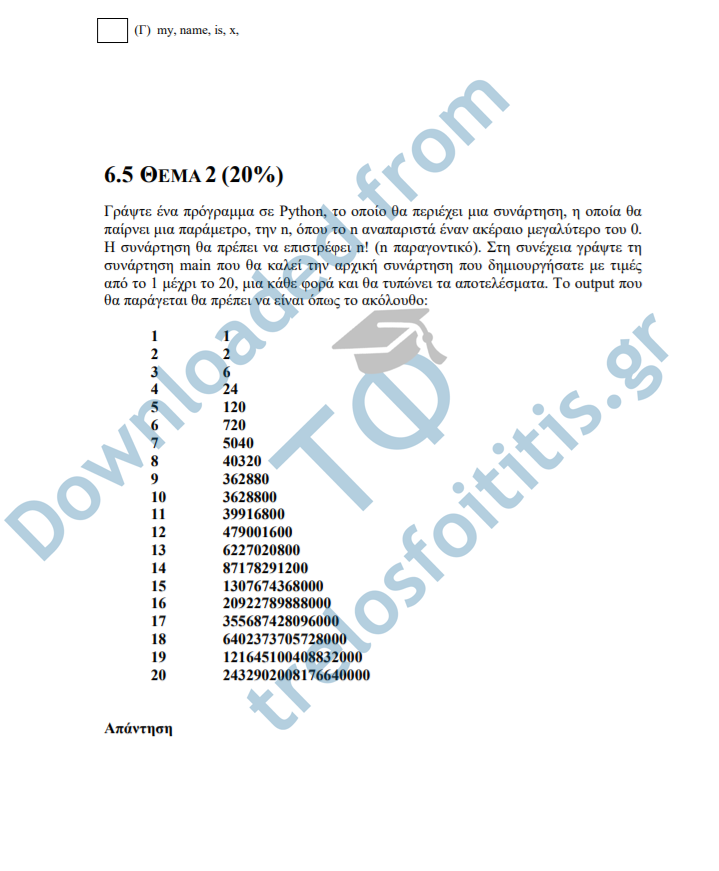 (Γ) my, name, is, x,
6.5 ΘΕΜΑ 2 (20%)
Γράψτε ένα πρόγραμμα σε Python, το οποίο θα περιέχει μια συνάρτηση, η οποία θα
παίρνει μια παράμετρο, την n, όπου το n αναπαριστά έναν ακέραιο μεγαλύτερο του 0.
Η συνάρτηση θα πρέπει να επιστρέφει n! (n παραγοντικό). Στη συνέχεια γράψτε τη
συνάρτηση main που θα καλεί την αρχική συνάρτηση που δημιουργήσατε με τιμές
από το 1 μέχρι το 20, μια κάθε φορά και θα τυπώνει τα αποτελέσματα. Το output που
θα παράγεται θα πρέπει να είναι όπως το ακόλουθο:
1 1
2 2
3 6
4 24
5 120
6 720
7 5040
8 40320
9 362880
10 3628800
11 39916800
12 479001600
13 6227020800
14 87178291200
15 1307674368000
16 20922789888000
17 355687428096000
18 6402373705728000
19 121645100408832000
20 2432902008176640000
Απάντηση
Downloaded from
ΤΦ
trelosfoititis.gr